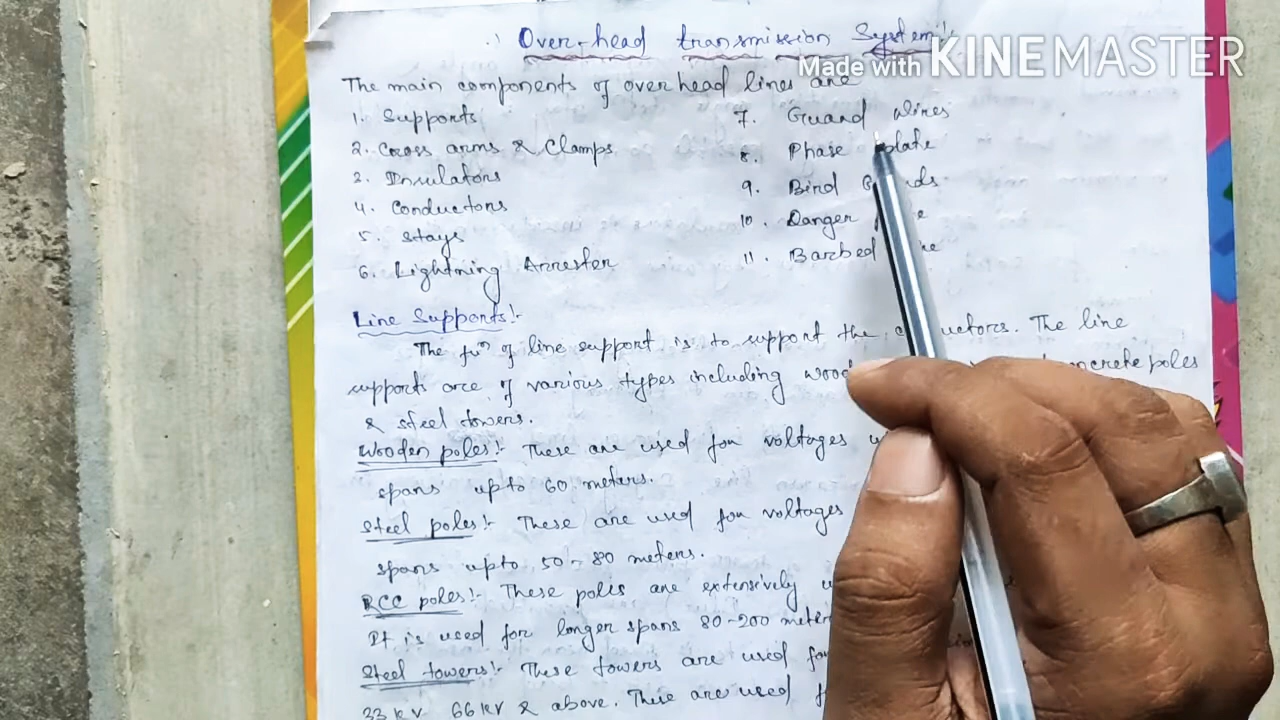 Over-head transmission System:-
Made with KINEMASTER
The main components of overhead lines are
1. Supports
2. Cross arms & Clamps
3. Insulators
4. Conductors
5. Stays
6. Lightning Arrester
7. Guard Wires
8. Phase plate
9. Bird
10. Danger
11. Barbed
Line Supports:-
The fun of line support is to support the conductors. The line
supports are of various types including concrete poles
& steel towers.
Wooden poles:- These are used for voltages
spans upto 60 meters.
Steel poles:- These are used for voltages
spans upto 50-80 meters.
RCC poles:- These poles are extensively
It is used for longer spans 80-200
Steel towers:- These towers are used
33 kv 66 kv & above. These are used